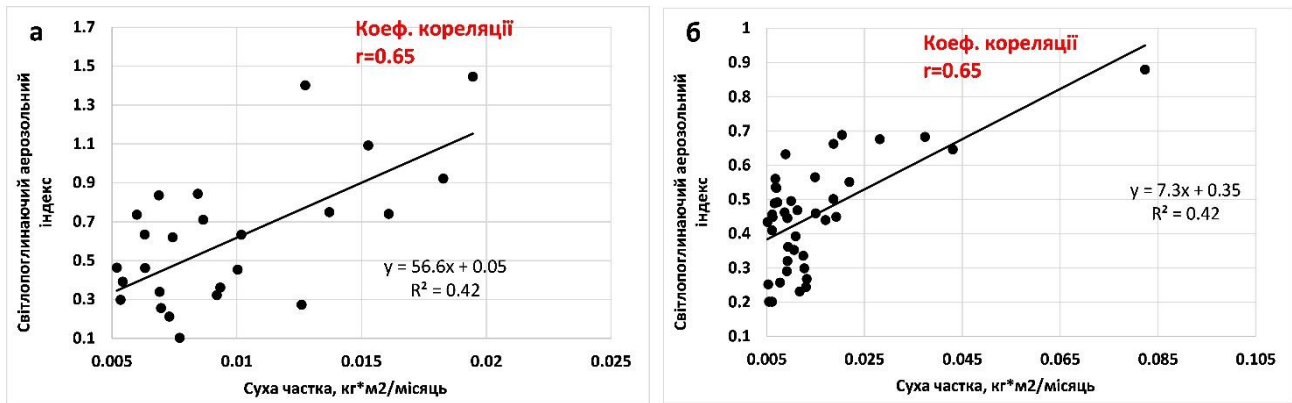 а
Коеф. кореляції
r=0.65
Світлопоглинаючий аерозольний
індекс
1.7
1.5
1.3
1.1
0.9
0.7
0.5
0.3
0.1
y = 56.6x + 0.05
R² = 0.42
0.005
0.01
0.015
0.02
0.025
Суха частка, кг*м2/місяць
б
Коеф. кореляції
r=0.65
Світлопоглинаючий аерозольний
індекс
1
0.9
0.8
0.7
0.6
0.5
0.4
0.3
0.2
0.1
y = 7.3x + 0.35
R² = 0.42
0.005
0.025
0.045
0.065
0.085
0.105
Суха частка, кг*м2/місяць